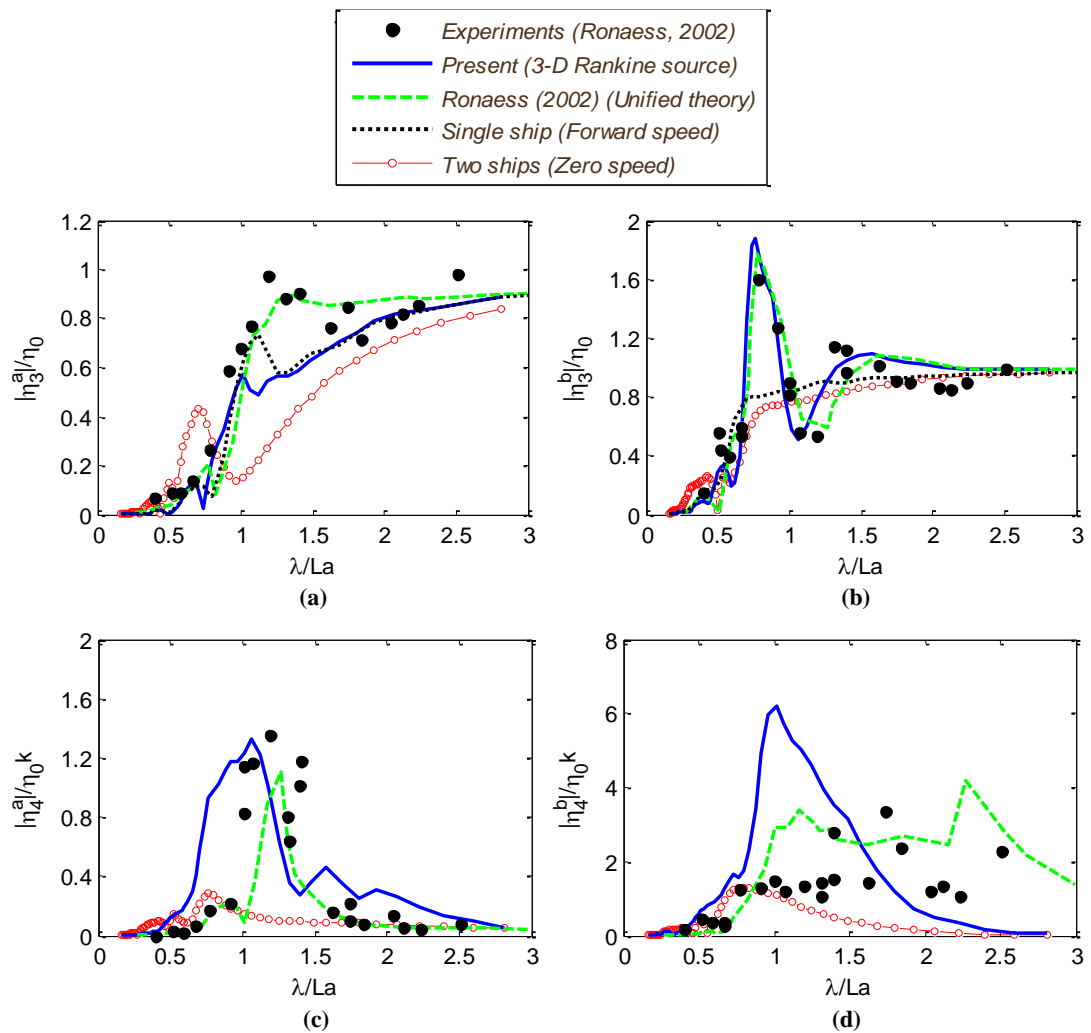 Experiments (Ronaess, 2002)
Present (3-D Rankine source)
Ronaess (2002) (Unified theory)
Single ship (Forward speed)
Two ships (Zero speed)
1.2
1
0.8
0.6
0.4
0.2
0
0 0.5 1 1.5 2 2.5 3
|η₃ᵃ|/η₀
λ/La
(a)
2
1.6
1.2
0.8
0.4
0
0 0.5 1 1.5 2 2.5 3
|η₃ᵇ|/η₀
λ/La
(b)
2
1.6
1.2
0.8
0.4
0
0 0.5 1 1.5 2 2.5 3
|η₄ᵃ|/η₀k
λ/La
(c)
8
6
4
2
0
0 0.5 1 1.5 2 2.5 3
|η₄ᵇ|/η₀k
λ/La
(d)